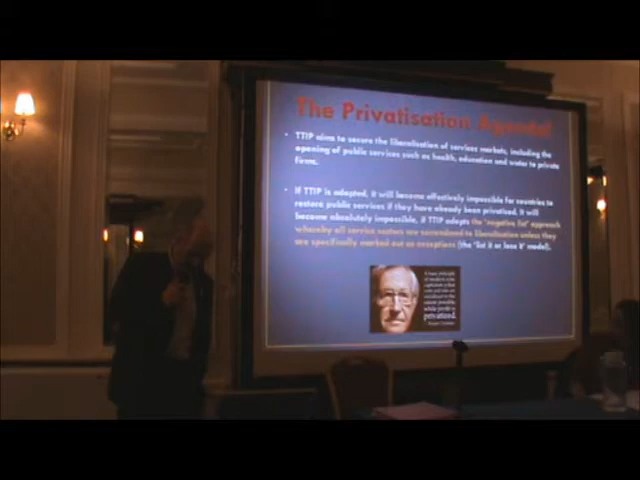 The Privatisation Agenda
• TTIP aims to secure the liberalisation of services markets, including the
opening of public services such as health, education and water to private
firms.
• If TTIP is adopted, it will become effectively impossible for countries to
restore public services if they have already been privatised. It will
become absolutely impossible, if TTIP adopts the "negative list" approach
whereby all service sectors are surrendered to liberalisation unless they
are specifically marked out as exceptions (the 'list it or lose it' model).
privatized.